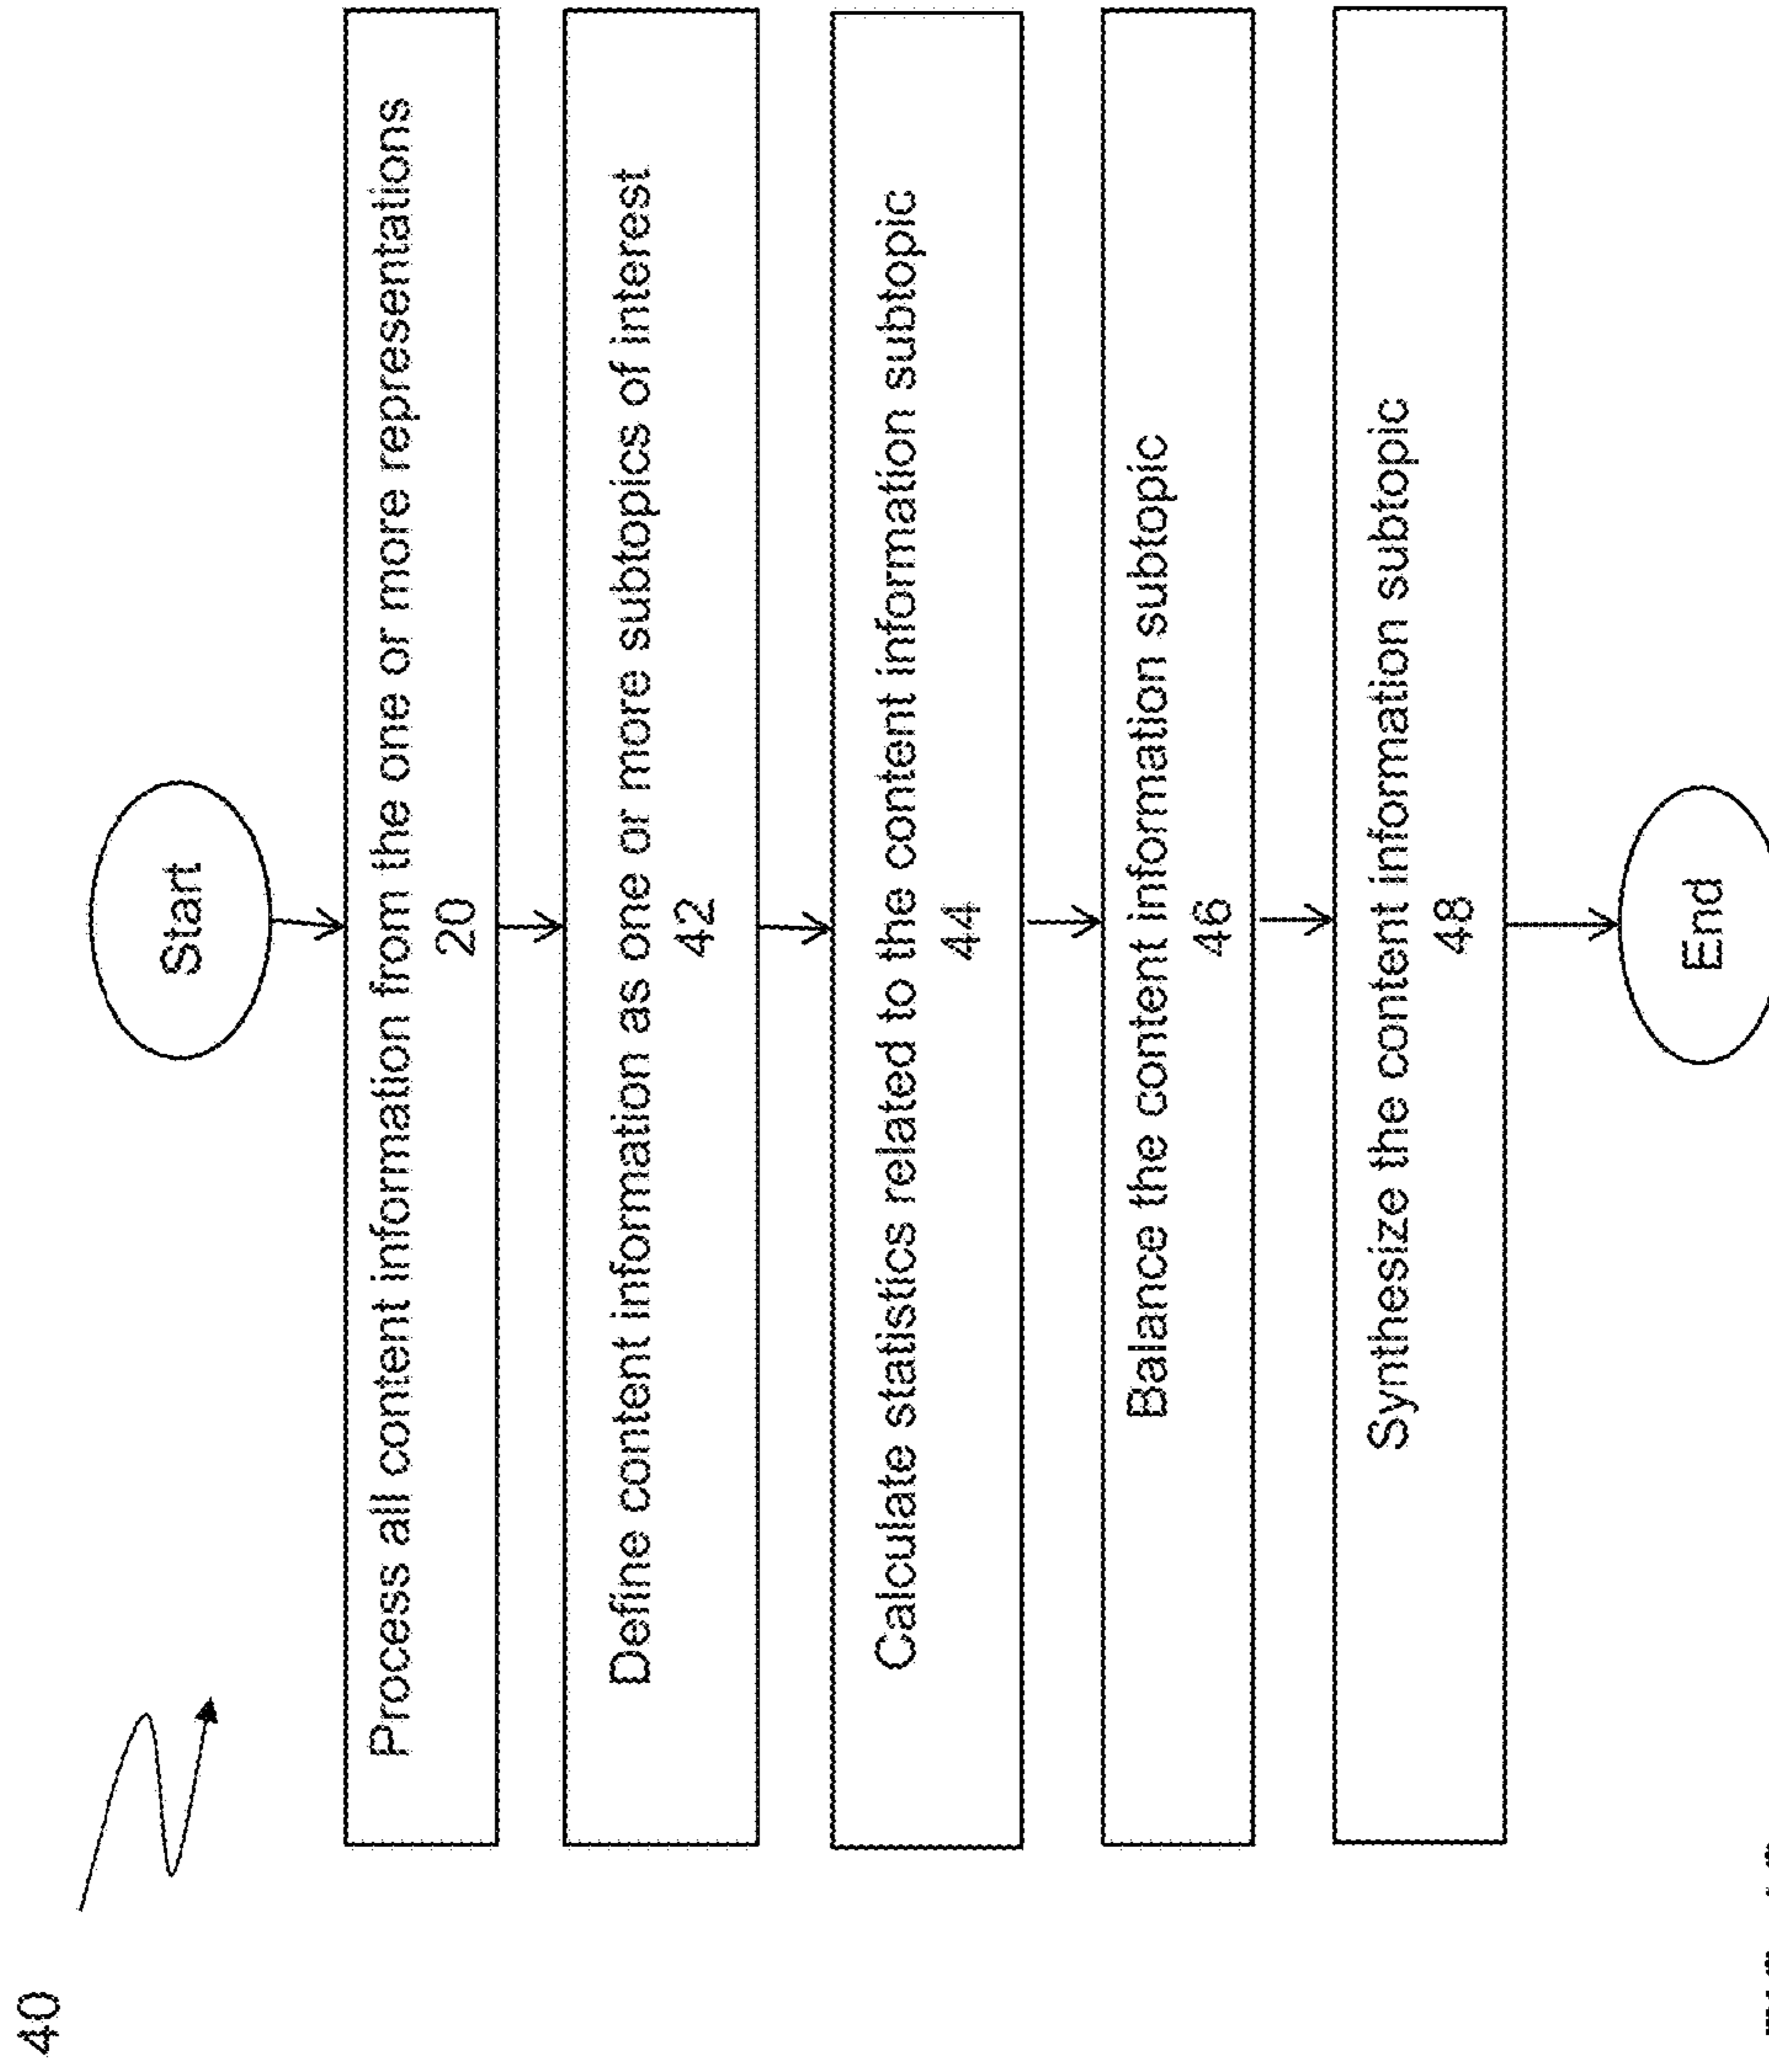 40
Start
Process all content information from the one or more representations
20
Define content information as one or more subtopics of interest
42
Calculate statistics related to the content information subtopic
44
Balance the content information subtopic
46
Synthesize the content information subtopic
48
End